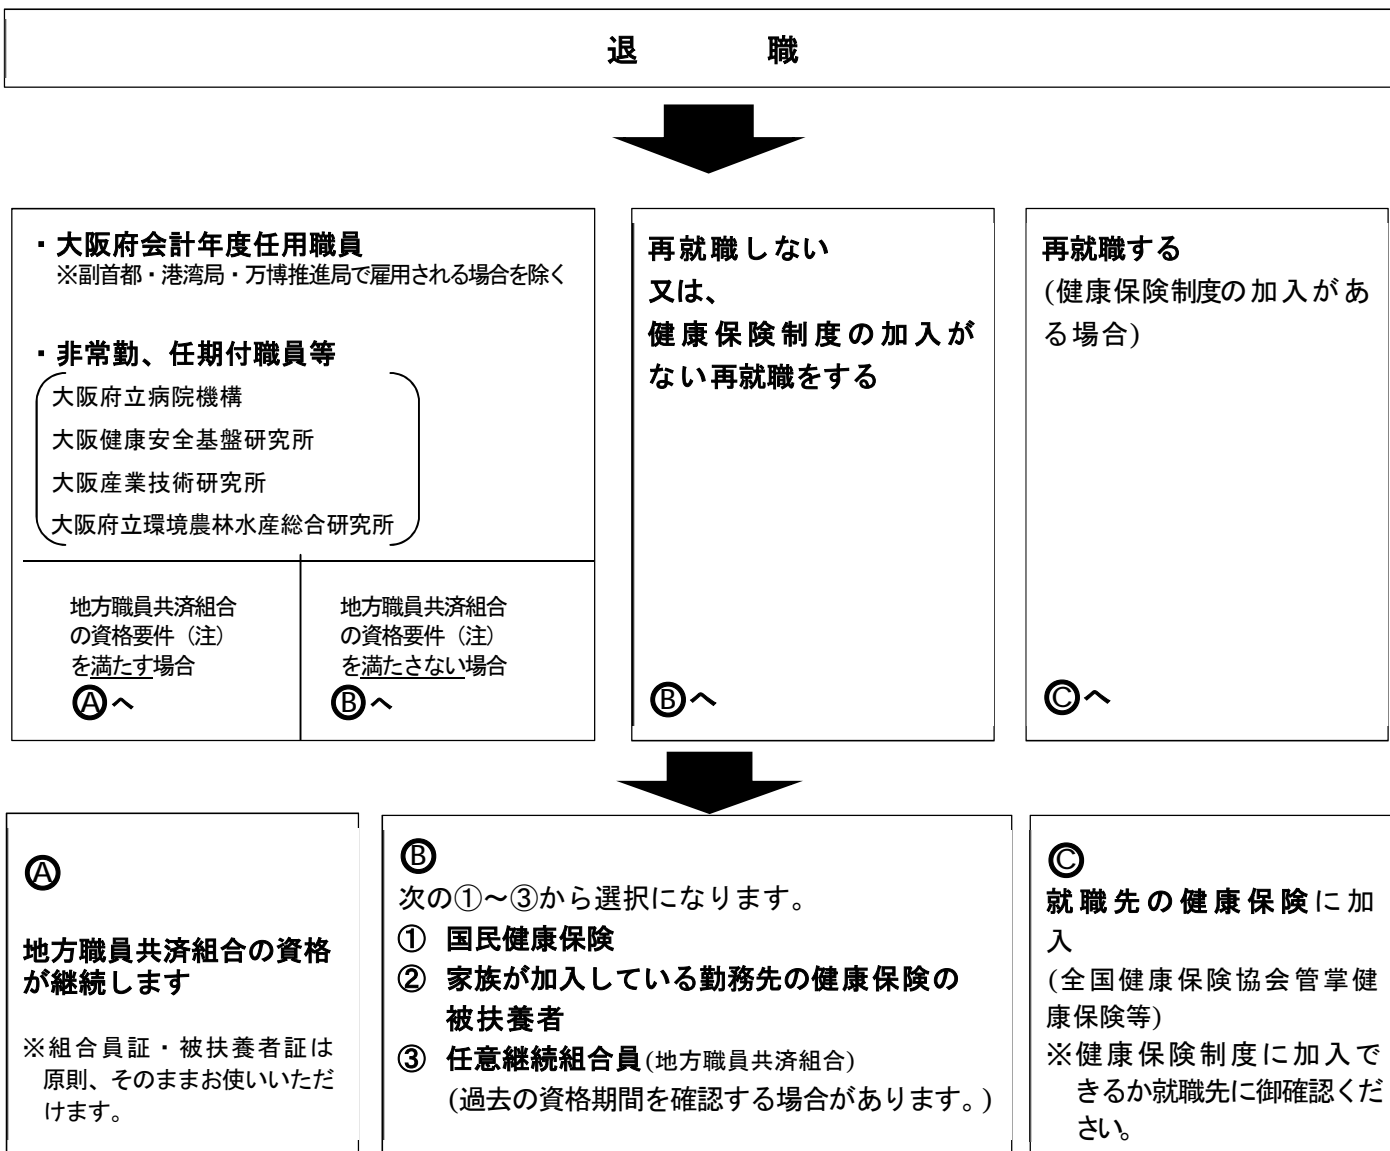 退　　　職
・大阪府会計年度任用職員
※副首都・港湾局・万博推進局で雇用される場合を除く
・非常勤、任期付職員等
大阪府立病院機構
大阪健康安全基盤研究所
大阪産業技術研究所
大阪府立環境農林水産総合研究所
地方職員共済組合
の資格要件（注）
を満たす場合
Ⓐへ
地方職員共済組合
の資格要件（注）
を満たさない場合
Ⓑへ
再就職しない
又は、
健康保険制度の加入が
ない再就職をする
Ⓑへ
再就職する
(健康保険制度の加入があ
る場合)
Ⓒへ
Ⓐ
地方職員共済組合の資格
が継続します
※組合員証・被扶養者証は
原則、そのままお使いいただ
けます。
Ⓑ
次の①～③から選択になります。
① 国民健康保険
② 家族が加入している勤務先の健康保険の
被扶養者
③ 任意継続組合員(地方職員共済組合)
(過去の資格期間を確認する場合があります。)
Ⓒ
就職先の健康保険に加
入
(全国健康保険協会管掌健
康保険等)
※健康保険制度に加入で
きるか就職先に御確認くだ
さい。